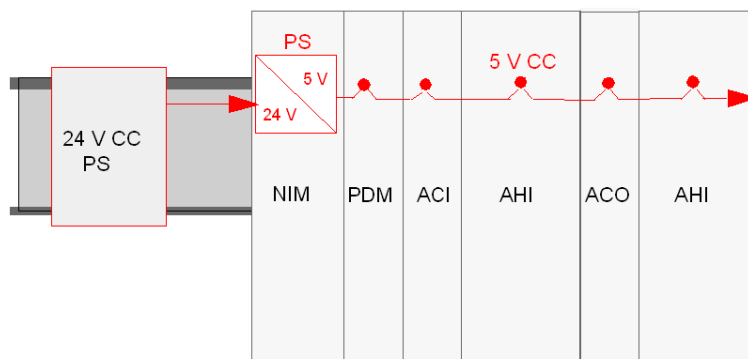 24 V CC
PS
PS
5 V
24 V
5 V CC
NIM
PDM
ACI
AHI
ACO
AHI